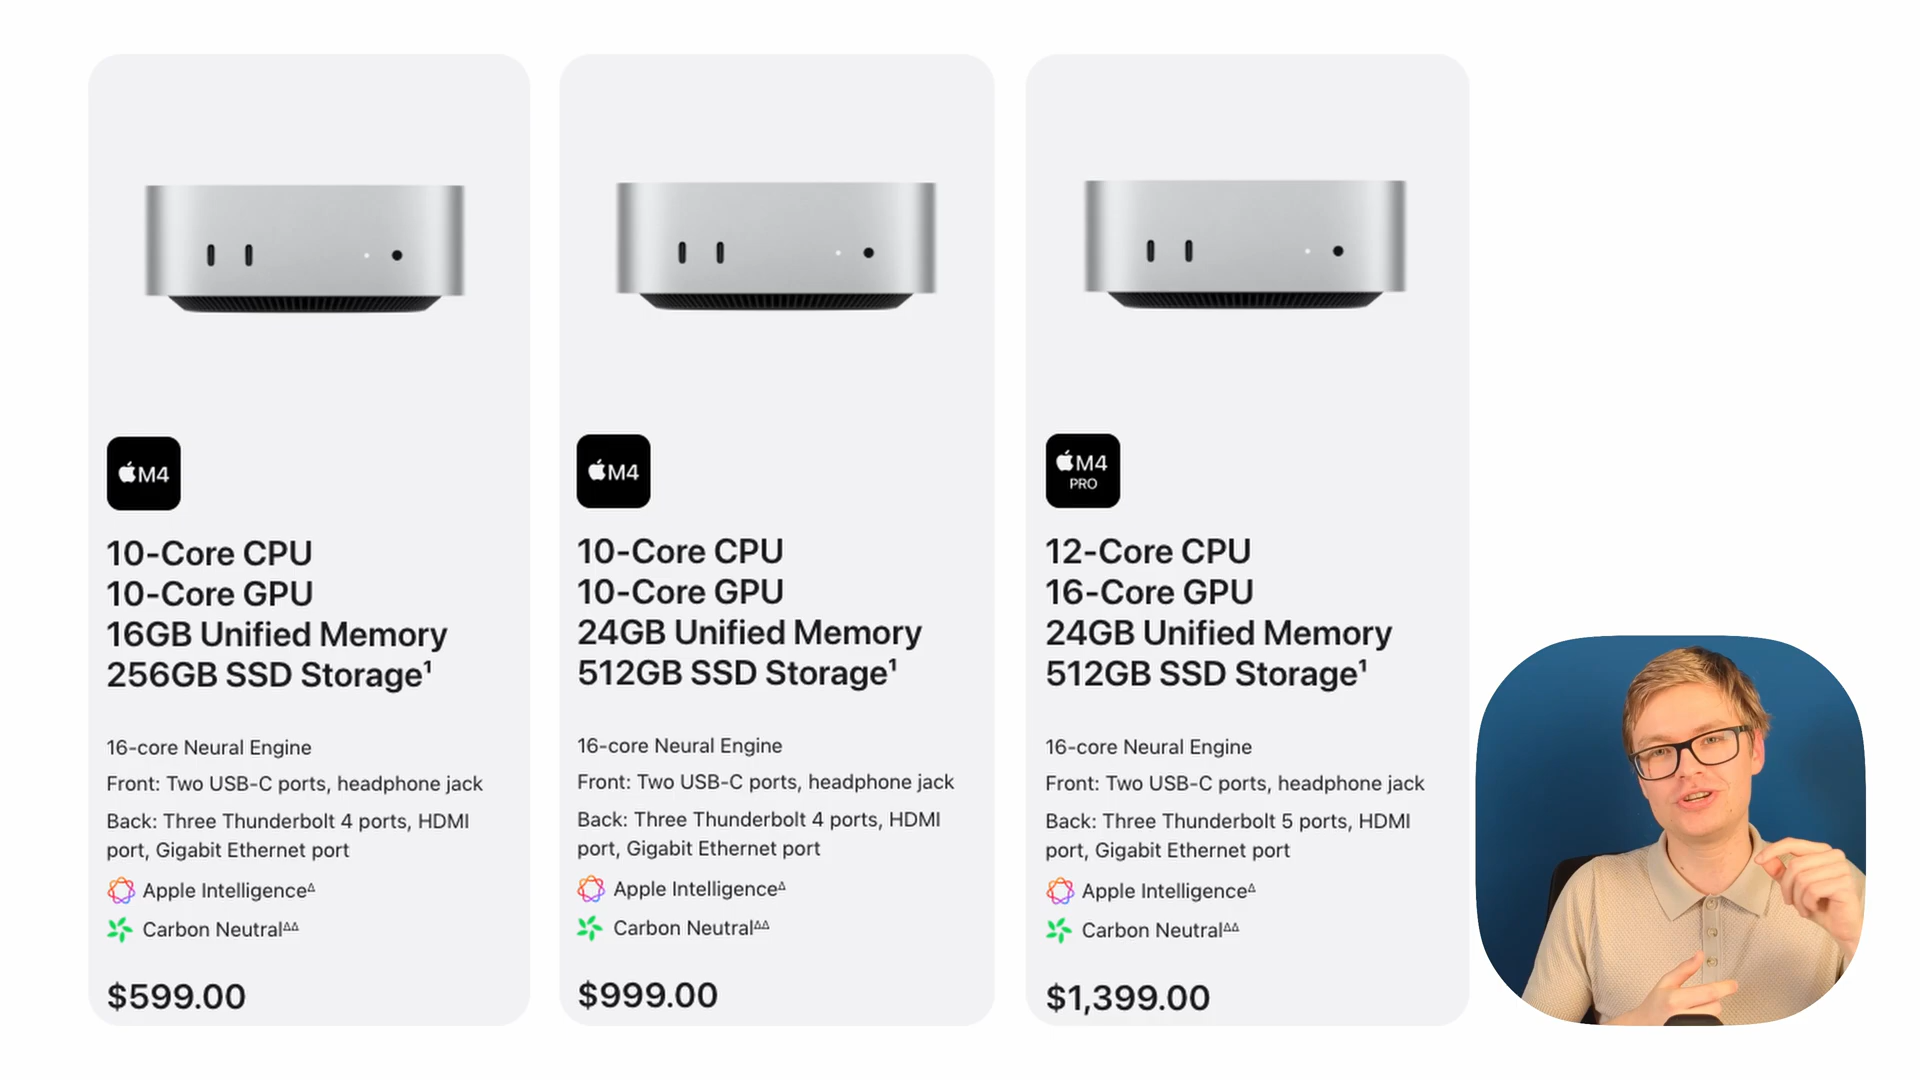 M4
10-Core CPU
10-Core GPU
16GB Unified Memory
256GB SSD Storage¹
16-core Neural Engine
Front: Two USB-C ports, headphone jack
Back: Three Thunderbolt 4 ports, HDMI
port, Gigabit Ethernet port
Apple Intelligence∆
Carbon Neutral∆∆
$599.00
M4
10-Core CPU
10-Core GPU
24GB Unified Memory
512GB SSD Storage¹
16-core Neural Engine
Front: Two USB-C ports, headphone jack
Back: Three Thunderbolt 4 ports, HDMI
port, Gigabit Ethernet port
Apple Intelligence∆
Carbon Neutral∆∆
$999.00
M4
PRO
12-Core CPU
16-Core GPU
24GB Unified Memory
512GB SSD Storage¹
16-core Neural Engine
Front: Two USB-C ports, headphone jack
Back: Three Thunderbolt 5 ports, HDMI
port, Gigabit Ethernet port
Apple Intelligence∆
Carbon Neutral∆∆
$1,399.00